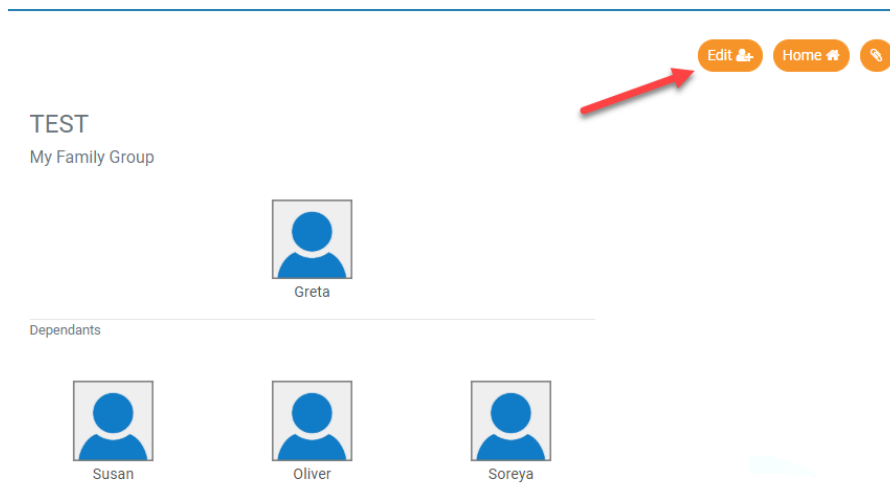 Edit Home
TEST
My Family Group
Greta
Dependants
Susan Oliver Soreya